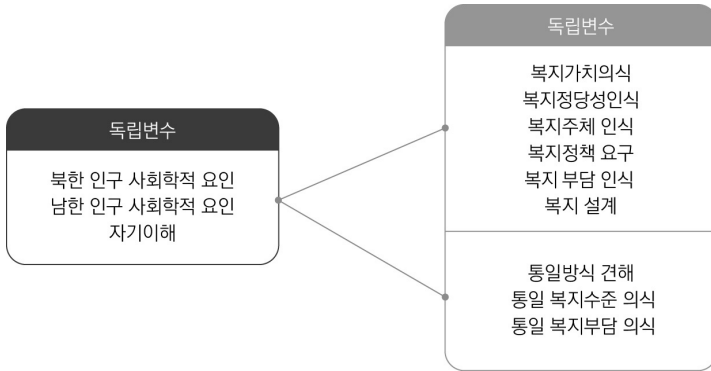 독립변수
북한 인구 사회학적 요인
남한 인구 사회학적 요인
자기이해
독립변수
복지가치의식
복지정당성인식
복지주체 인식
복지정책 요구
복지 부담 인식
복지 설계
통일방식 견해
통일 복지수준 의식
통일 복지부담 의식